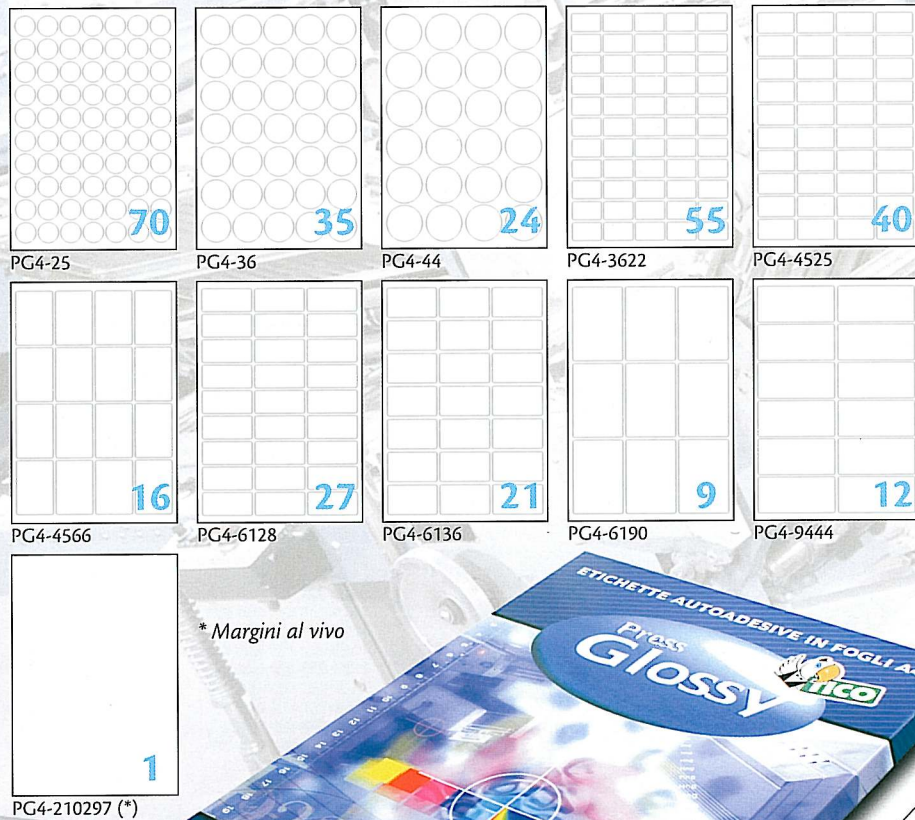 70
35
24
55
40
PG4-25
PG4-36
PG4-44
PG4-3622
PG4-4525
16
27
21
9
12
PG4-4566
PG4-6128
PG4-6136
PG4-6190
PG4-9444
* Margini al vivo
1
PG4-210297 (*)
ETICHETTE AUTOADESIVE IN FOGLI
Press
Glossy
TICO